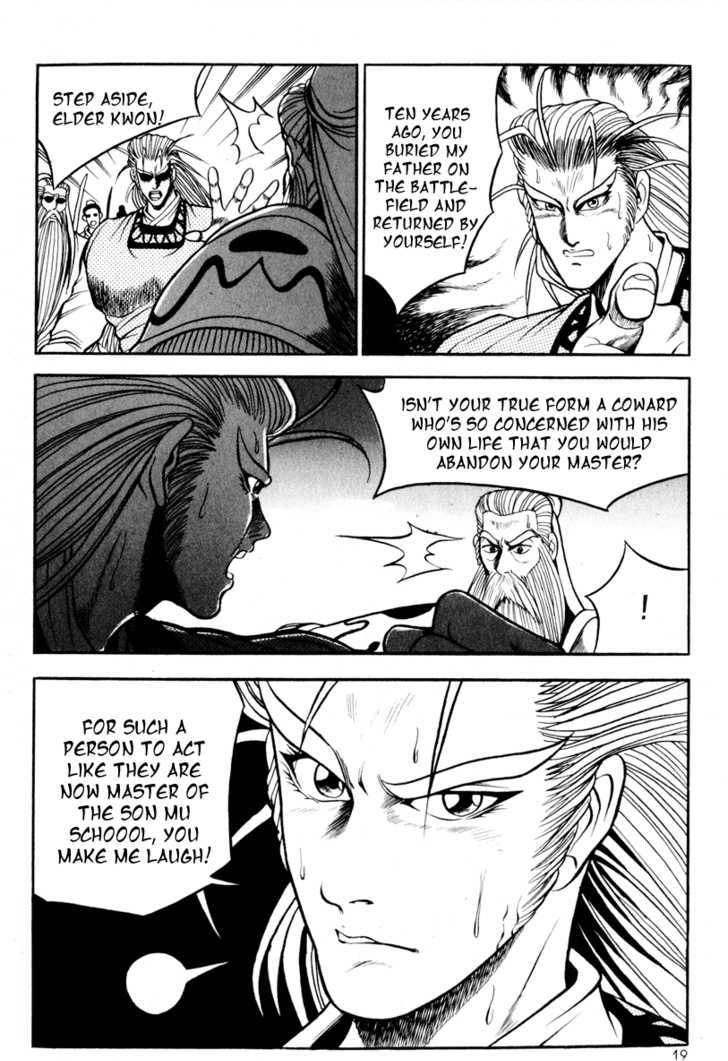 STEP ASIDE,
ELDER KWON!
TEN YEARS
AGO, YOU
BURIED MY
FATHER ON
THE BATTLE-
FIELD AND
RETURNED BY
YOURSELF!
ISN'T YOUR TRUE FORM A COWARD
WHO'S SO CONCERNED WITH HIS
OWN LIFE THAT YOU WOULD
ABANDON YOUR MASTER?
!
FOR SUCH A
PERSON TO ACT
LIKE THEY ARE
NOW MASTER OF
THE SON MU
SCHOOOL, YOU
MAKE ME LAUGH!
19